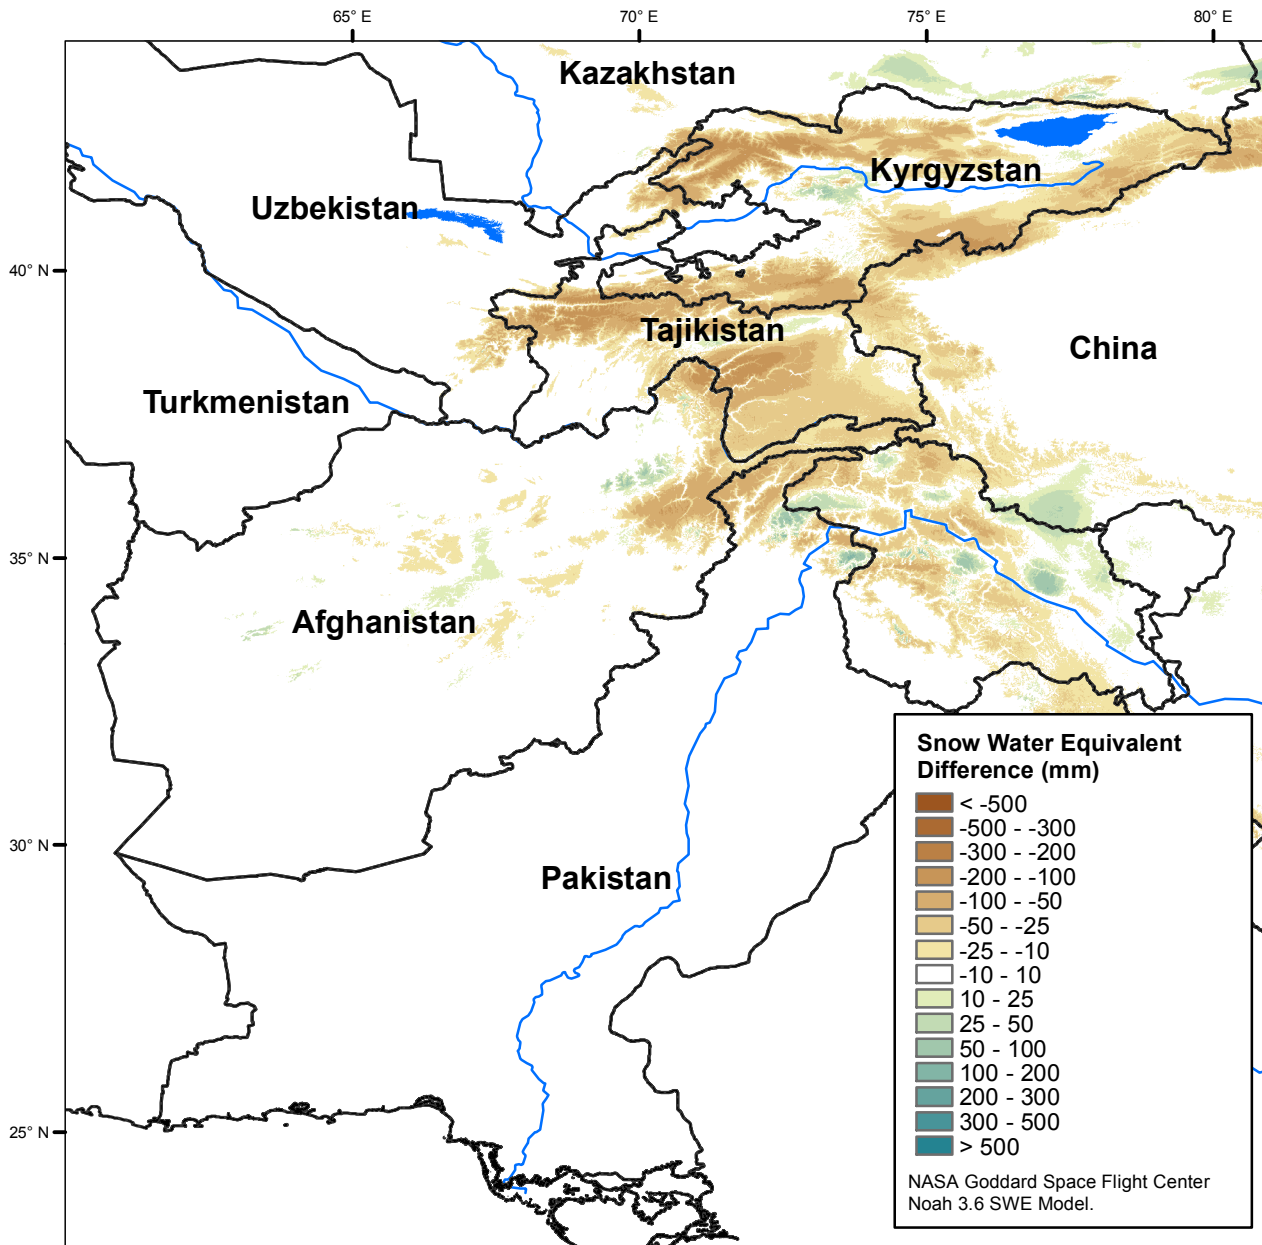 65° E
70° E
75° E
80° E
Kazakhstan
Kyrgyzstan
Uzbekistan
40° N
Tajikistan
China
Turkmenistan
35° N
Afghanistan
30° N
Pakistan
25° N
Snow Water Equivalent
Difference (mm)
< -500
-500 - -300
-300 - -200
-200 - -100
-100 - -50
-50 - -25
-25 - -10
-10 - 10
10 - 25
25 - 50
50 - 100
100 - 200
200 - 300
300 - 500
> 500
NASA Goddard Space Flight Center
Noah 3.6 SWE Model.